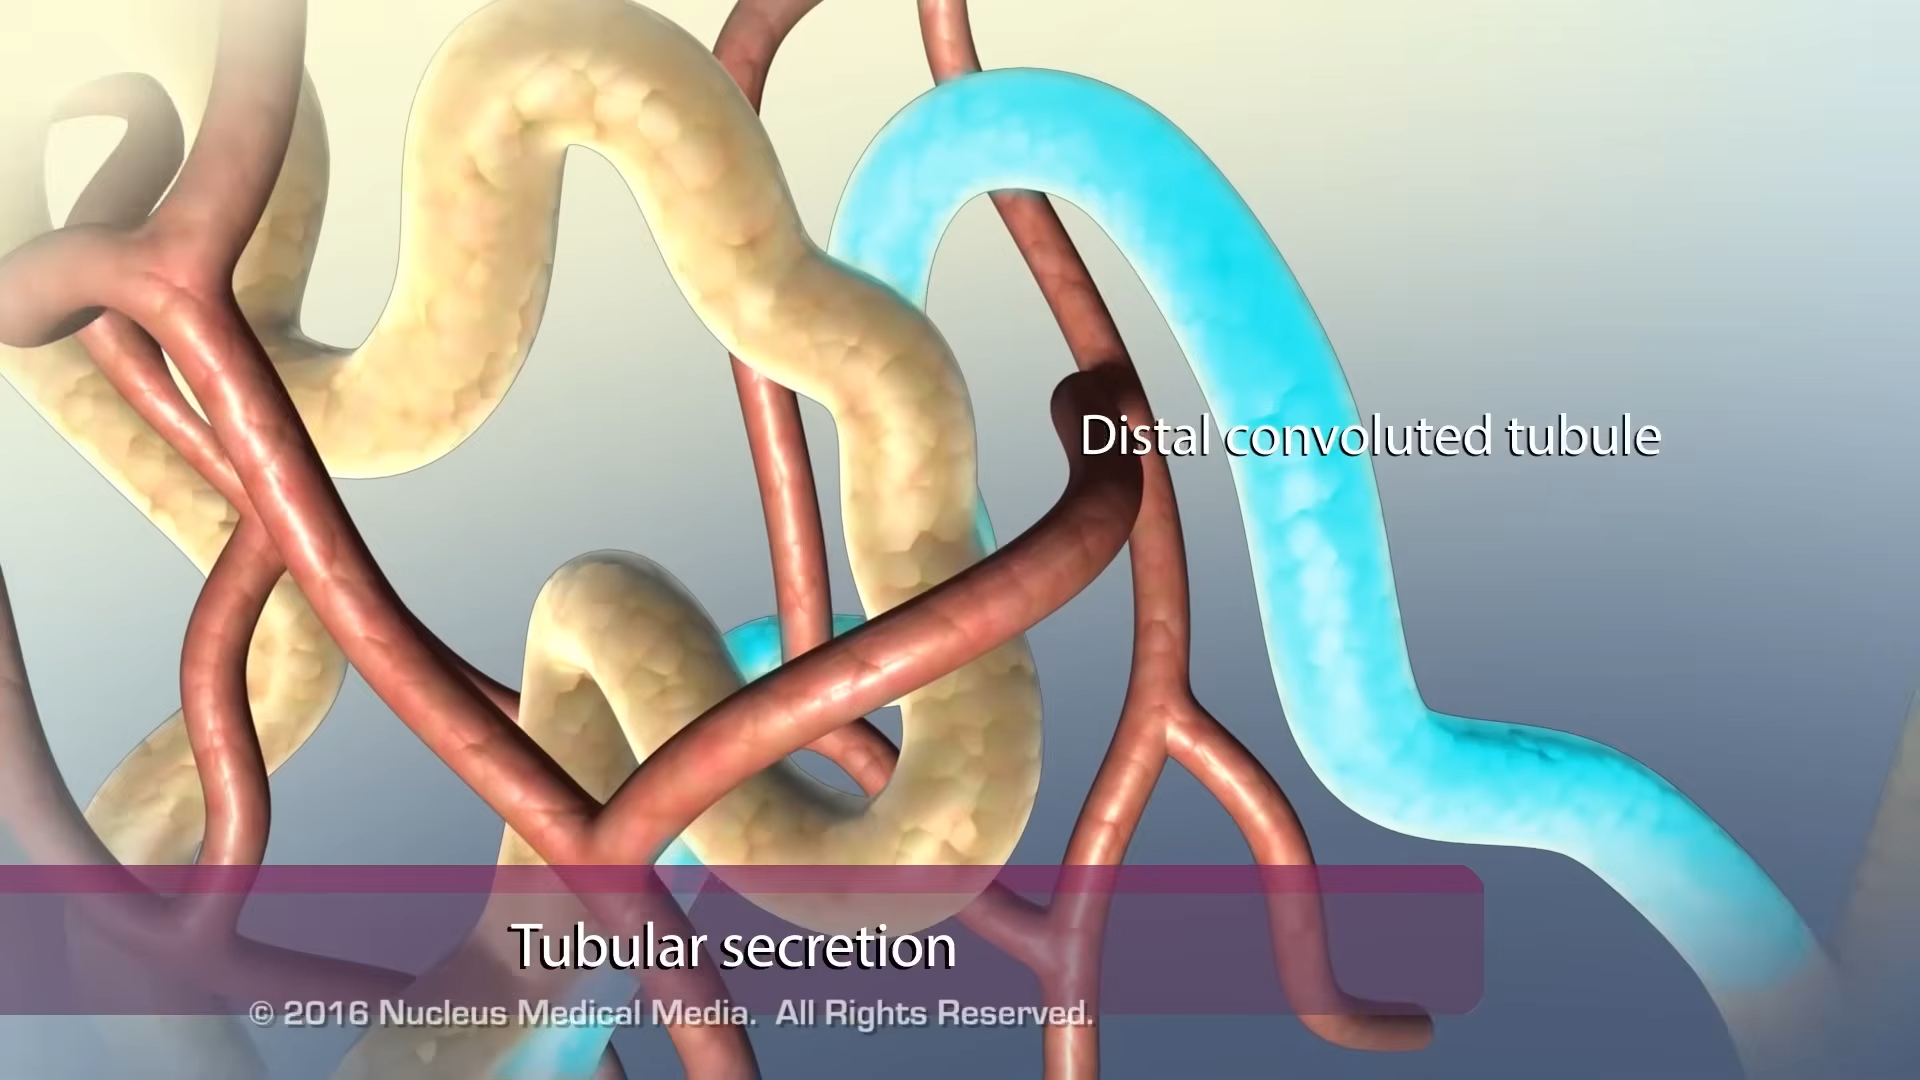 Distal convoluted tubule
Tubular secretion
© 2016 Nucleus Medical Media.  All Rights Reserved.